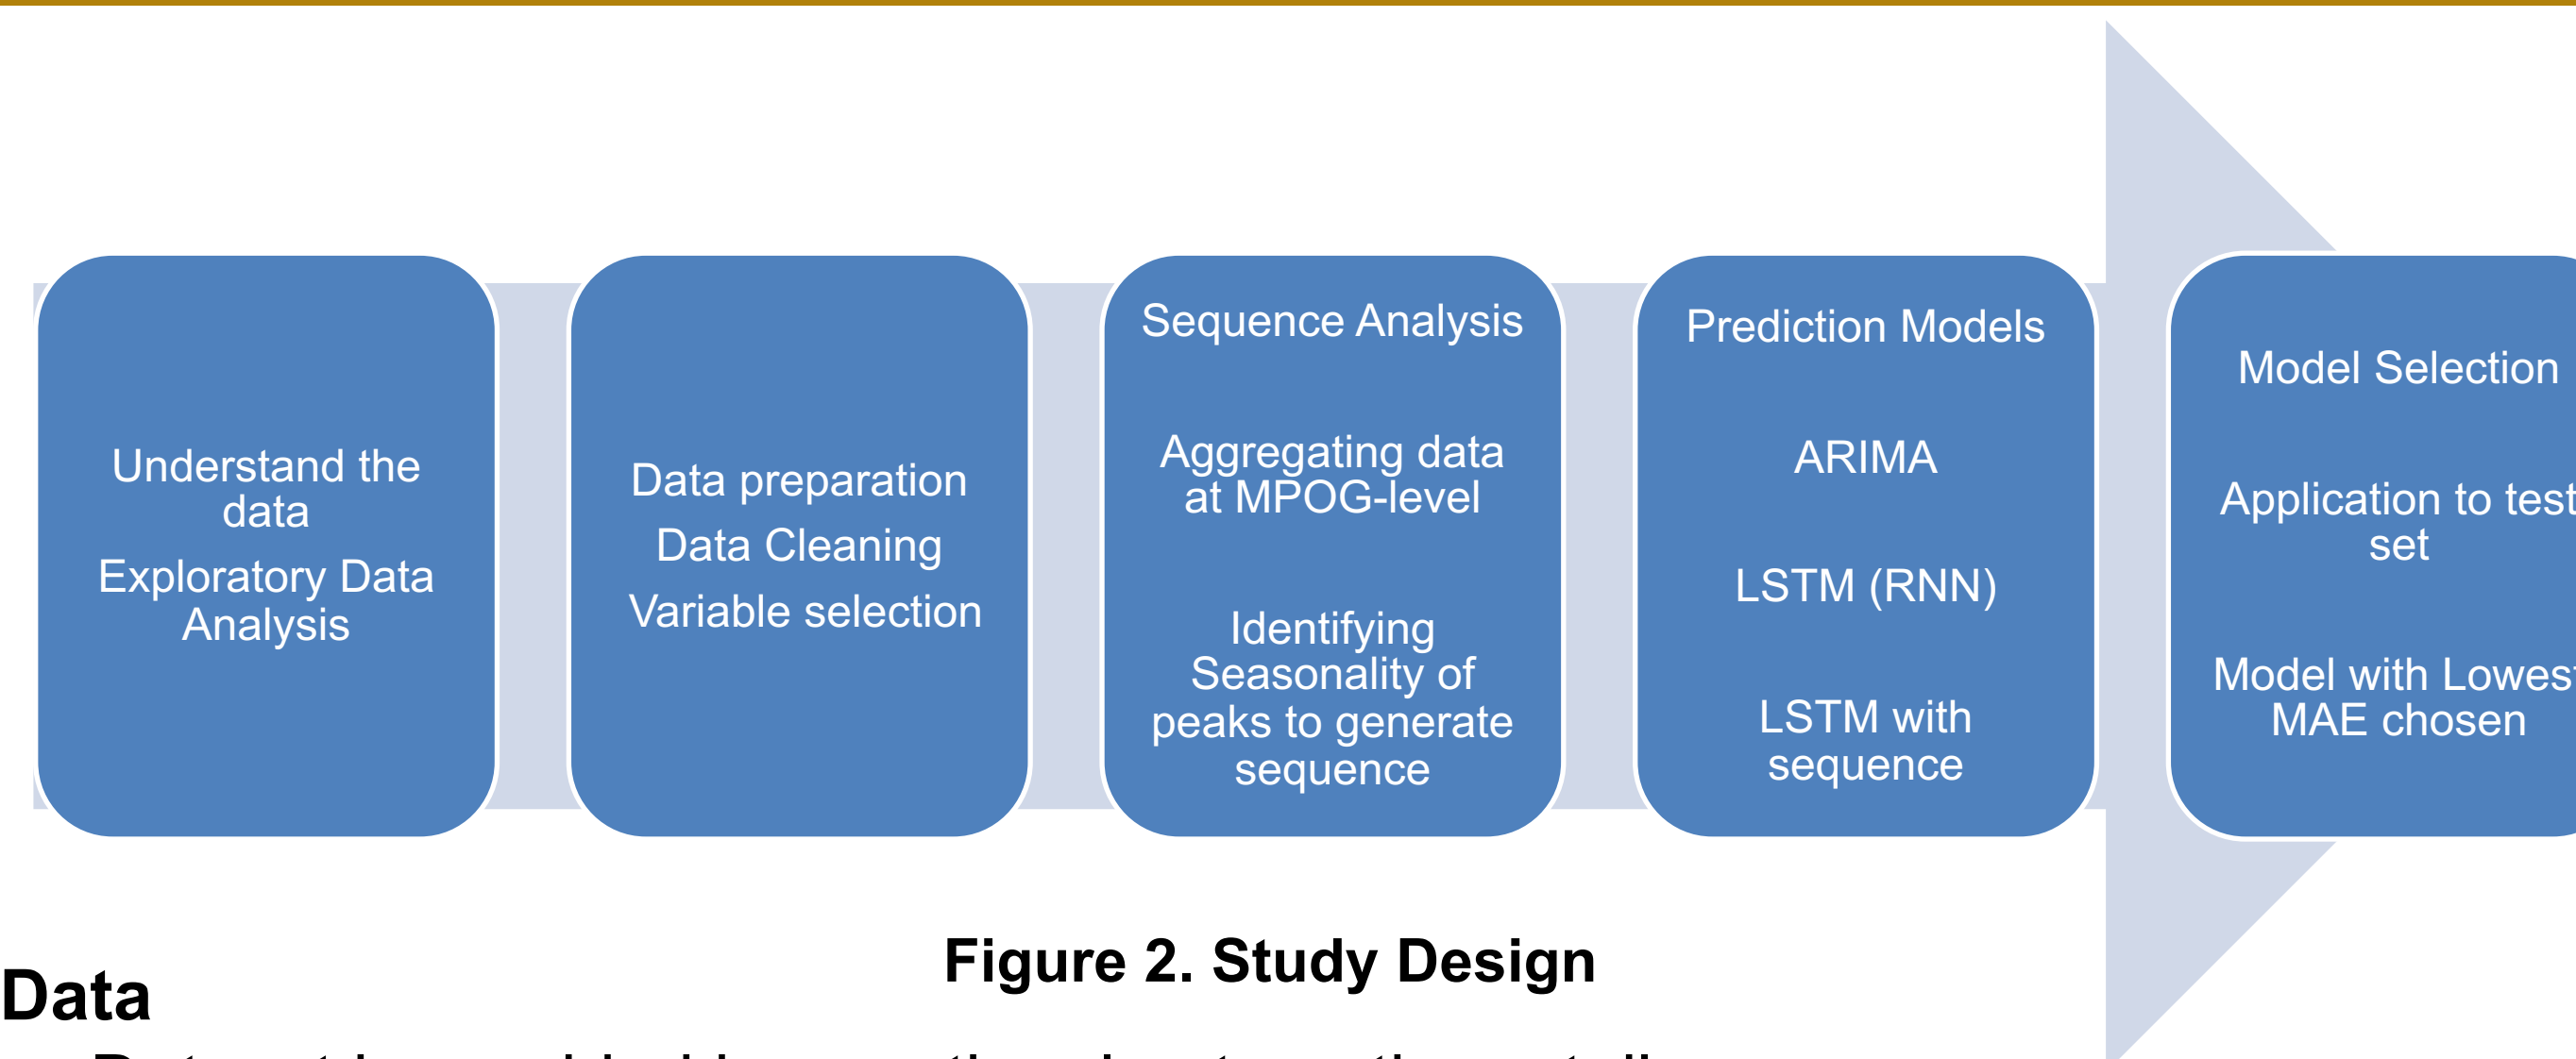 Understand the
data
Exploratory Data
Analysis
Data preparation
Data Cleaning
Variable selection
Sequence Analysis
Aggregating data
at MPOG-level
Identifying
Seasonality of
peaks to generate
sequence
Prediction Models
ARIMA
LSTM (RNN)
LSTM with
sequence
Model Selection
Application to test
set
Model with Lowest
MAE chosen
Figure 2. Study Design
Data